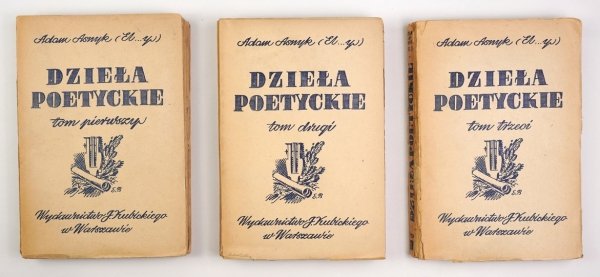 Adam Asnyk (El...y)
DZIEŁA
POETYCKIE
tom pierwszy
Wydawnictwo J. Kubickiego
w Warszawie
Adam Asnyk (El...y)
DZIEŁA
POETYCKIE
tom drugi
Wydawnictwo J. Kubickiego
w Warszawie
Adam Asnyk (El...y)
DZIEŁA
POETYCKIE
tom trzeci
Wydawnictwo J. Kubickiego
w Warszawie